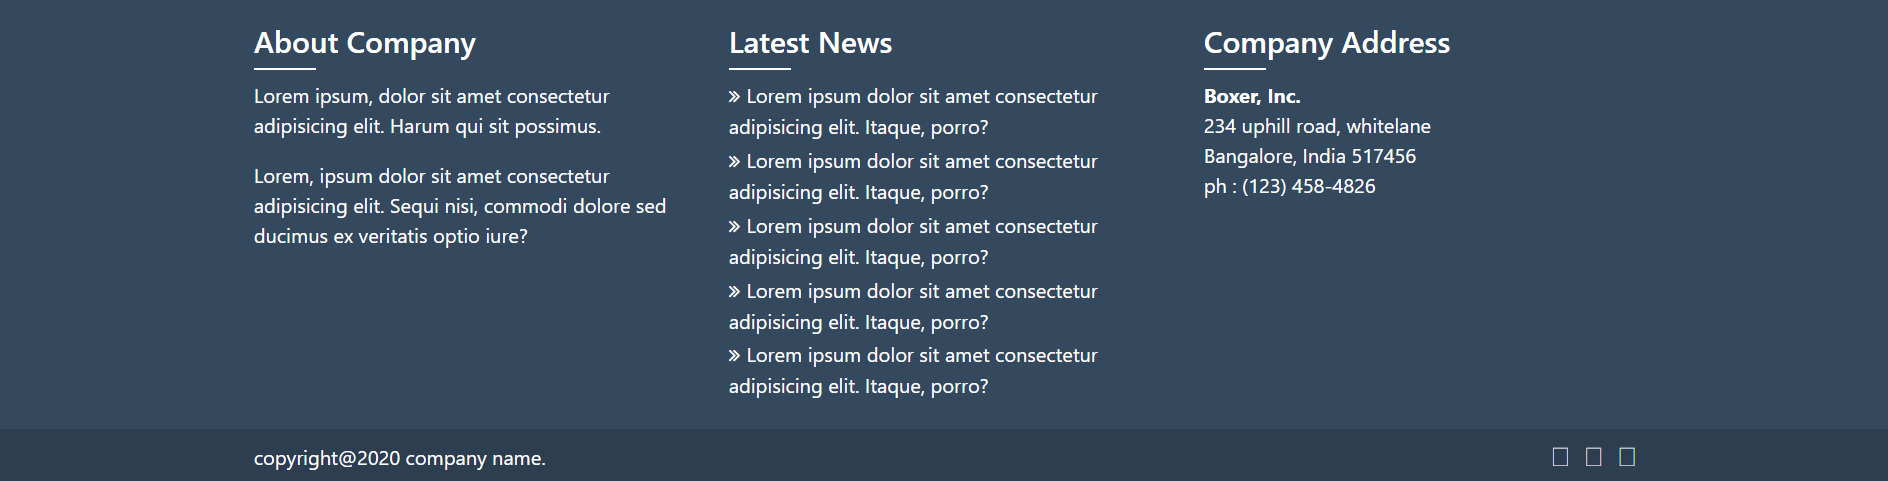 About Company
Lorem ipsum, dolor sit amet consectetur
adipisicing elit. Harum qui sit possimus.
Lorem, ipsum dolor sit amet consectetur
adipisicing elit. Sequi nisi, commodi dolore sed
ducimus ex veritatis optio iure?
Latest News
» Lorem ipsum dolor sit amet consectetur
adipisicing elit. Itaque, porro?
» Lorem ipsum dolor sit amet consectetur
adipisicing elit. Itaque, porro?
» Lorem ipsum dolor sit amet consectetur
adipisicing elit. Itaque, porro?
» Lorem ipsum dolor sit amet consectetur
adipisicing elit. Itaque, porro?
» Lorem ipsum dolor sit amet consectetur
adipisicing elit. Itaque, porro?
Company Address
Boxer, Inc.
234 uphill road, whitelane
Bangalore, India 517456
ph : (123) 458-4826
copyright@2020 company name.